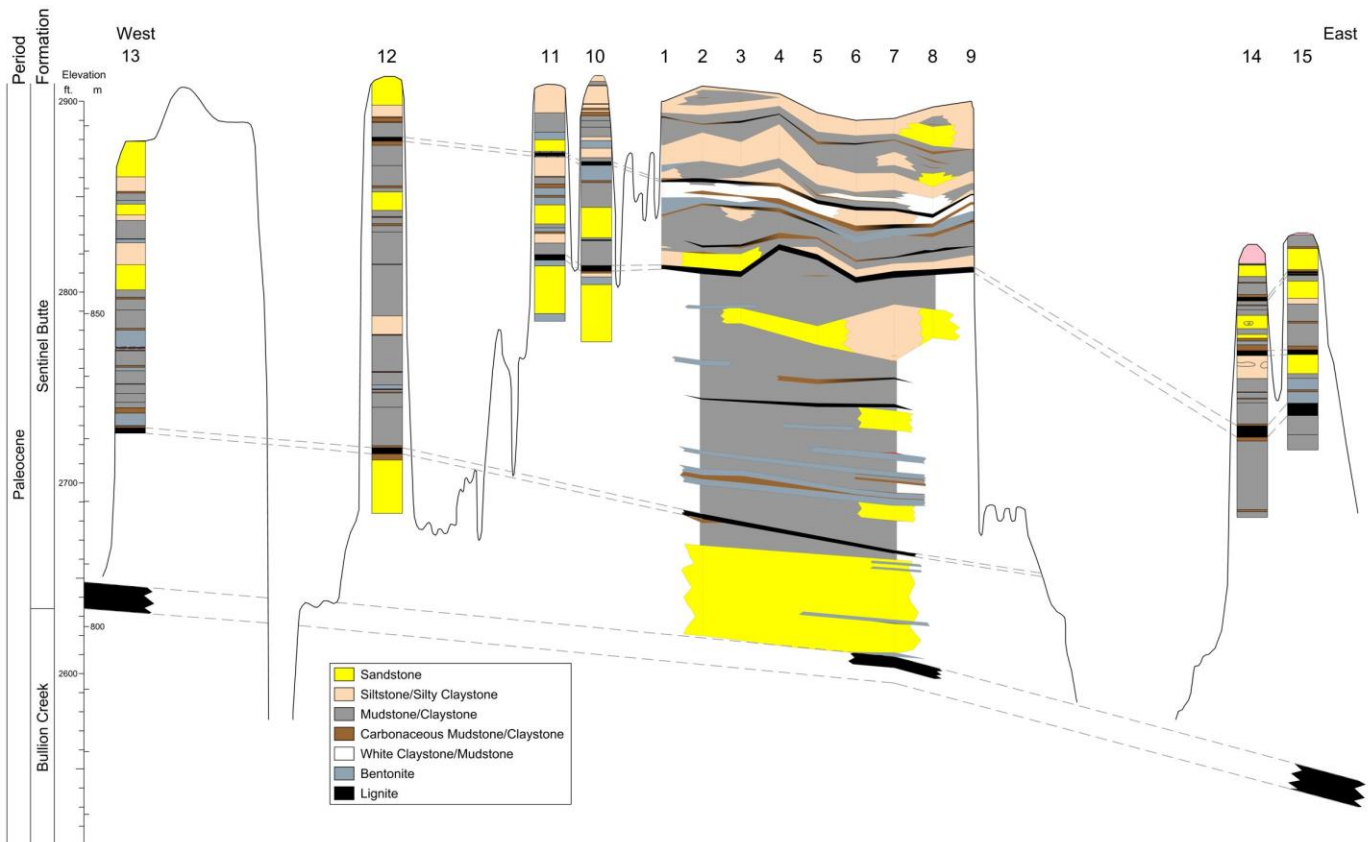 West
East
Period
Formation
13
12
11
10
1
2
3
4
5
6
7
8
9
14
15
Elevation
ft. m
2900
2800
850
2700
800
2600
Paleocene
Sentinel Butte
Bullion Creek
Sandstone
Siltstone/Silty Claystone
Mudstone/Claystone
Carbonaceous Mudstone/Claystone
White Claystone/Mudstone
Bentonite
Lignite